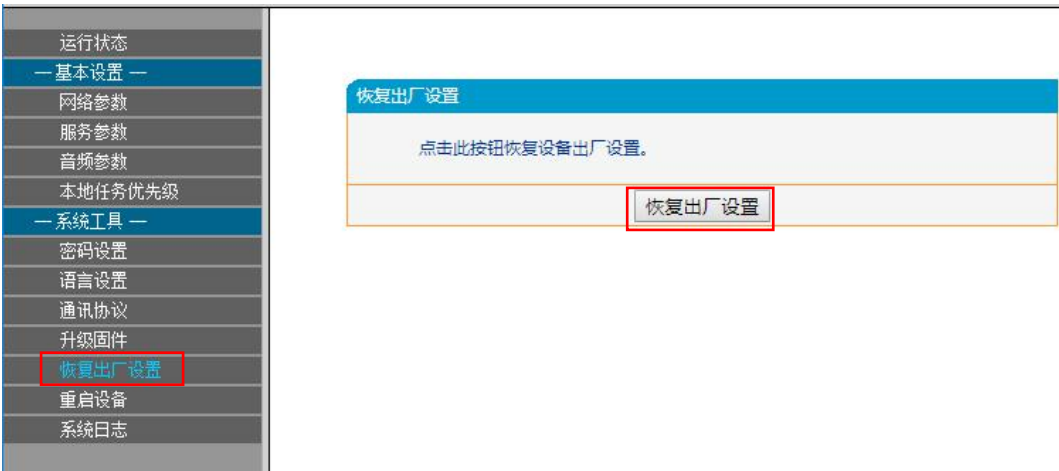 运行状态
—基本设置—
网络参数
服务参数
音频参数
本地任务优先级
—系统工具—
密码设置
语言设置
通讯协议
升级固件
恢复出厂设置
重启设备
系统日志
恢复出厂设置
点击此按钮恢复设备出厂设置。
恢复出厂设置